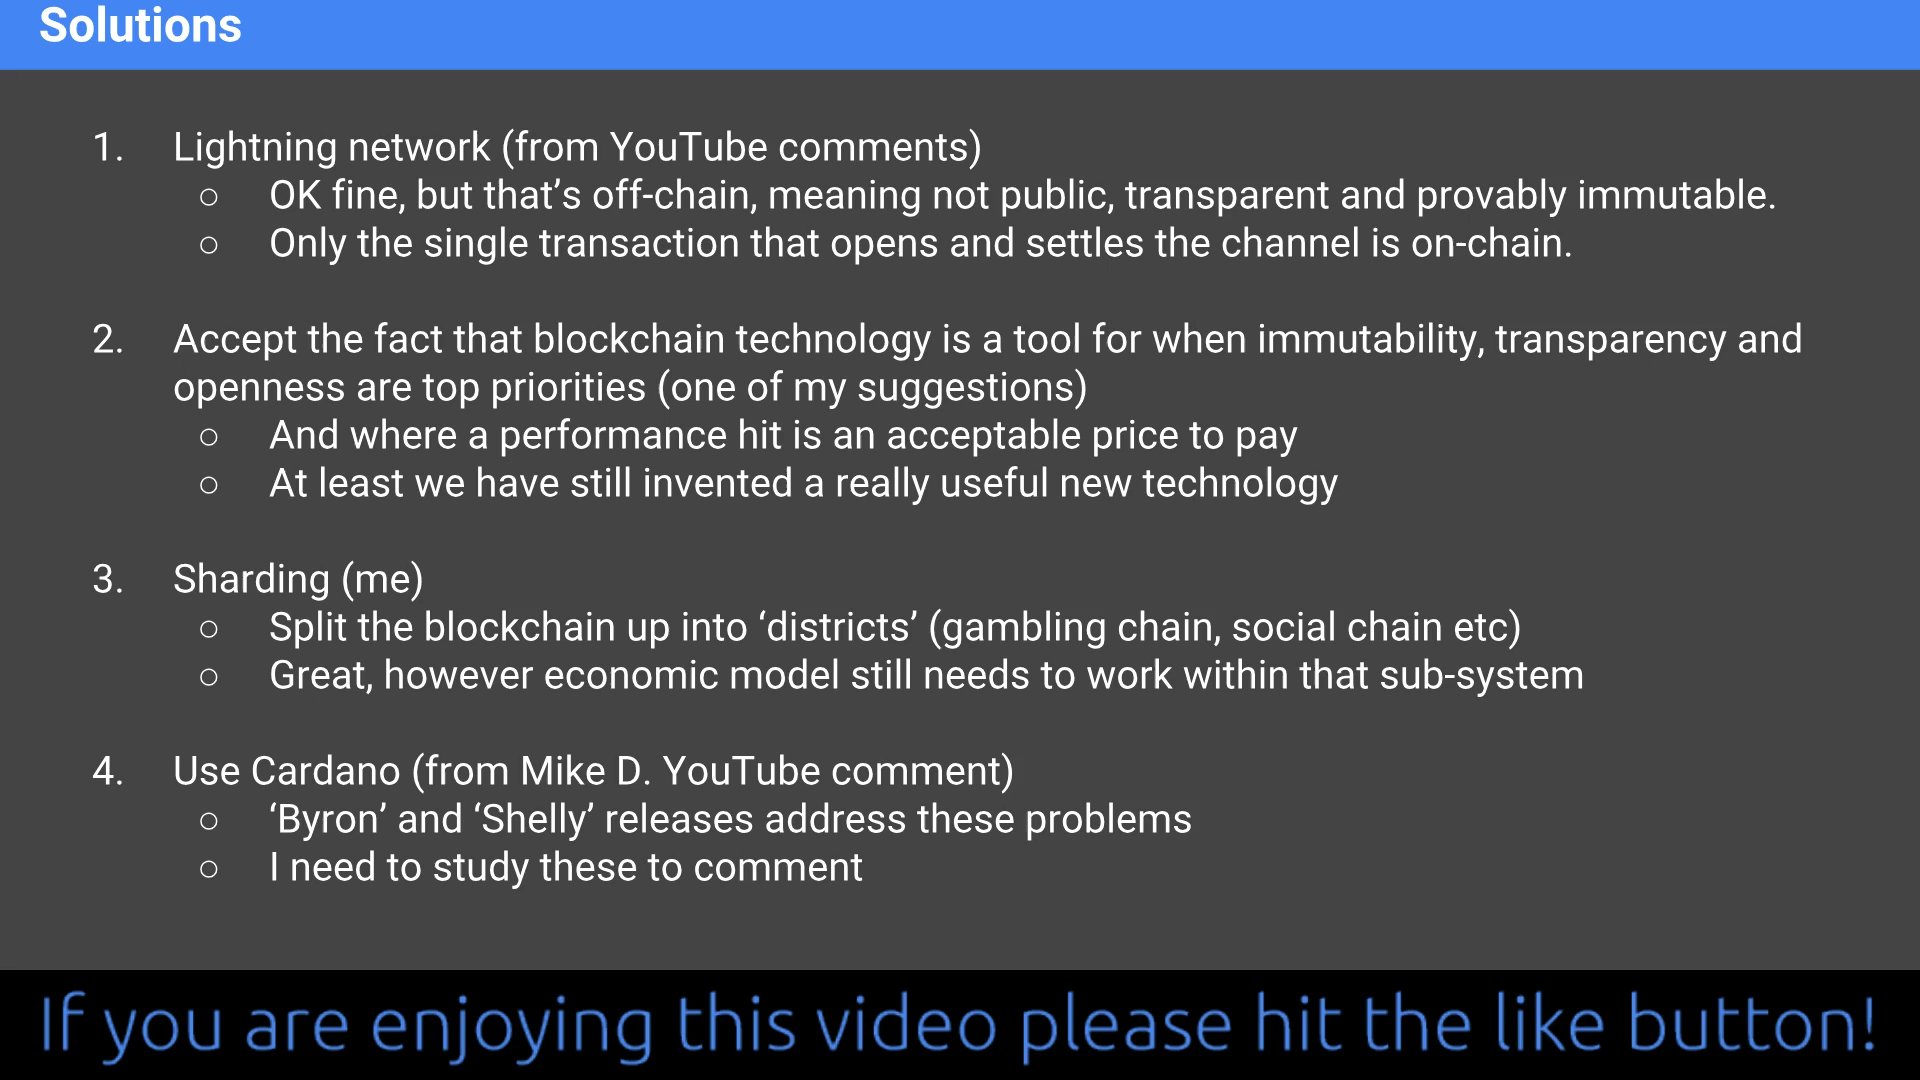 Solutions
1. Lightning network (from YouTube comments)
○ OK fine, but that’s off-chain, meaning not public, transparent and provably immutable.
○ Only the single transaction that opens and settles the channel is on-chain.
2. Accept the fact that blockchain technology is a tool for when immutability, transparency and
openness are top priorities (one of my suggestions)
○ And where a performance hit is an acceptable price to pay
○ At least we have still invented a really useful new technology
3. Sharding (me)
○ Split the blockchain up into ‘districts’ (gambling chain, social chain etc)
○ Great, however economic model still needs to work within that sub-system
4. Use Cardano (from Mike D. YouTube comment)
○ ‘Byron’ and ‘Shelly’ releases address these problems
○ I need to study these to comment
If you are enjoying this video please hit the like button!